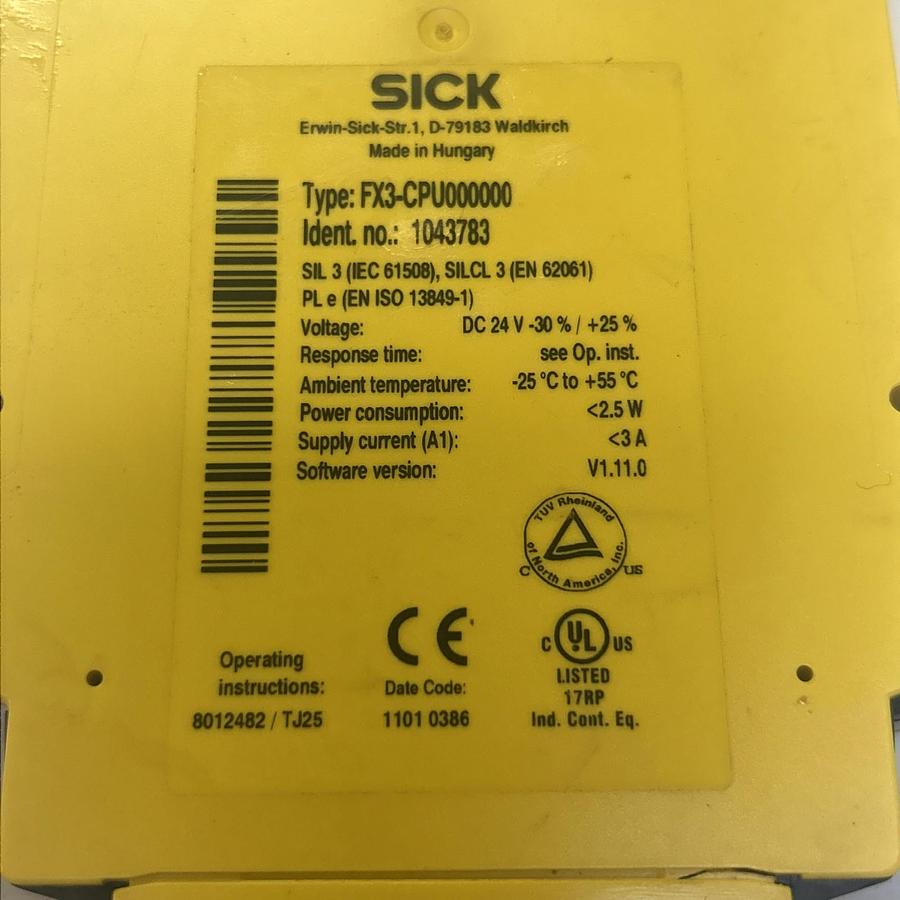 SICK
Erwin-Sick-Str.1, D-79183 Waldkirch
Made in Hungary
Type: FX3-CPU000000
Ident. no.: 1043783
SIL 3 (IEC 61508), SILCL 3 (EN 62061)
PL e (EN ISO 13849-1)
Voltage: DC 24 V -30 % / +25 %
Response time: see Op. inst.
Ambient temperature: -25 °C to +55 °C
Power consumption: <2.5 W
Supply current (A1): <3 A
Software version: V1.11.0
TÜV Rheinland
of North America, Inc.
C US
CE
C UL US
LISTED
17RP
Ind. Cont. Eq.
Operating
instructions:
8012482 / TJ25
Date Code:
1101 0386